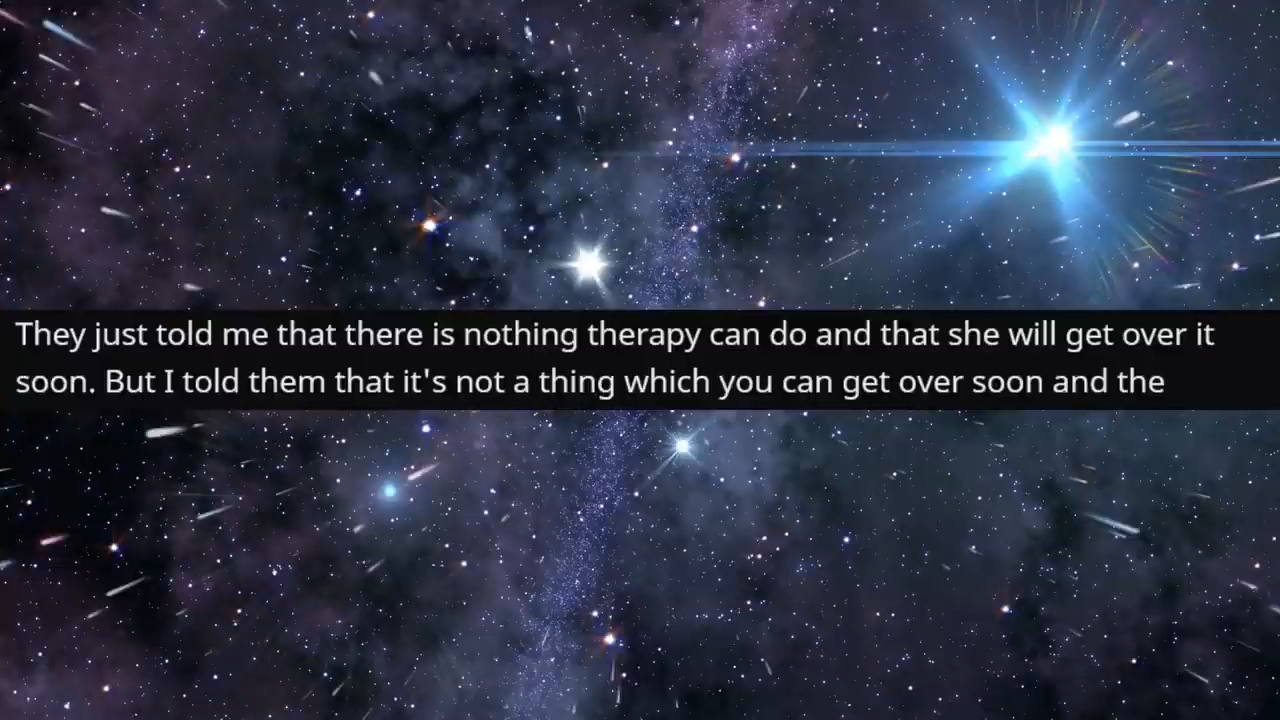 They just told me that there is nothing therapy can do and that she will get over it
soon. But I told them that it's not a thing which you can get over soon and the